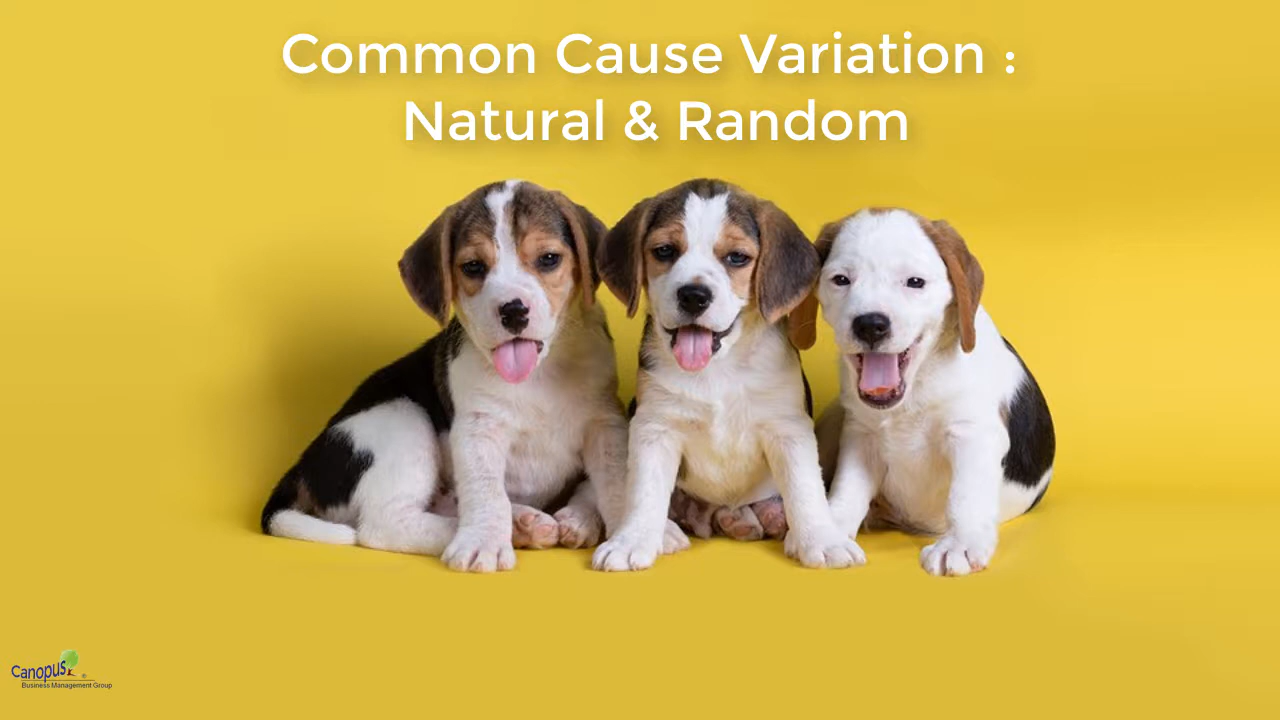 Common Cause Variation :
Natural & Random
Canopus
®
Business Management Group